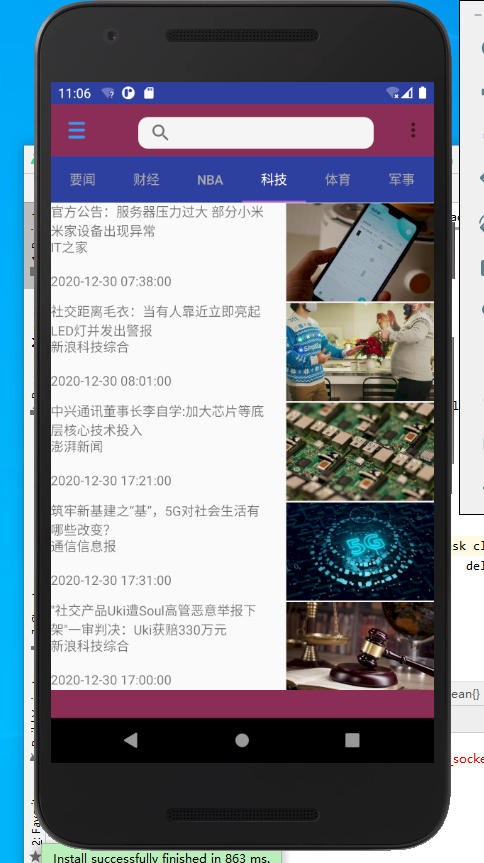 11:06
要闻 财经 NBA 科技 体育 军事
官方公告：服务器压力过大 部分小米
米家设备出现异常
IT之家
2020-12-30 07:38:00
社交距离毛衣：当有人靠近立即亮起
LED灯并发出警报
新浪科技综合
2020-12-30 08:01:00
中兴通讯董事长李自学:加大芯片等底
层核心技术投入
澎湃新闻
2020-12-30 17:21:00
筑牢新基建之“基”，5G对社会生活有
哪些改变？
通信信息报
2020-12-30 17:31:00
5G
"社交产品Uki遭Soul高管恶意举报下
架"一审判决：Uki获赔330万元
新浪科技综合
2020-12-30 17:00:00
sk cl
del
ean{}
_socke
2: Fav
Install successfully finished in 863 ms.